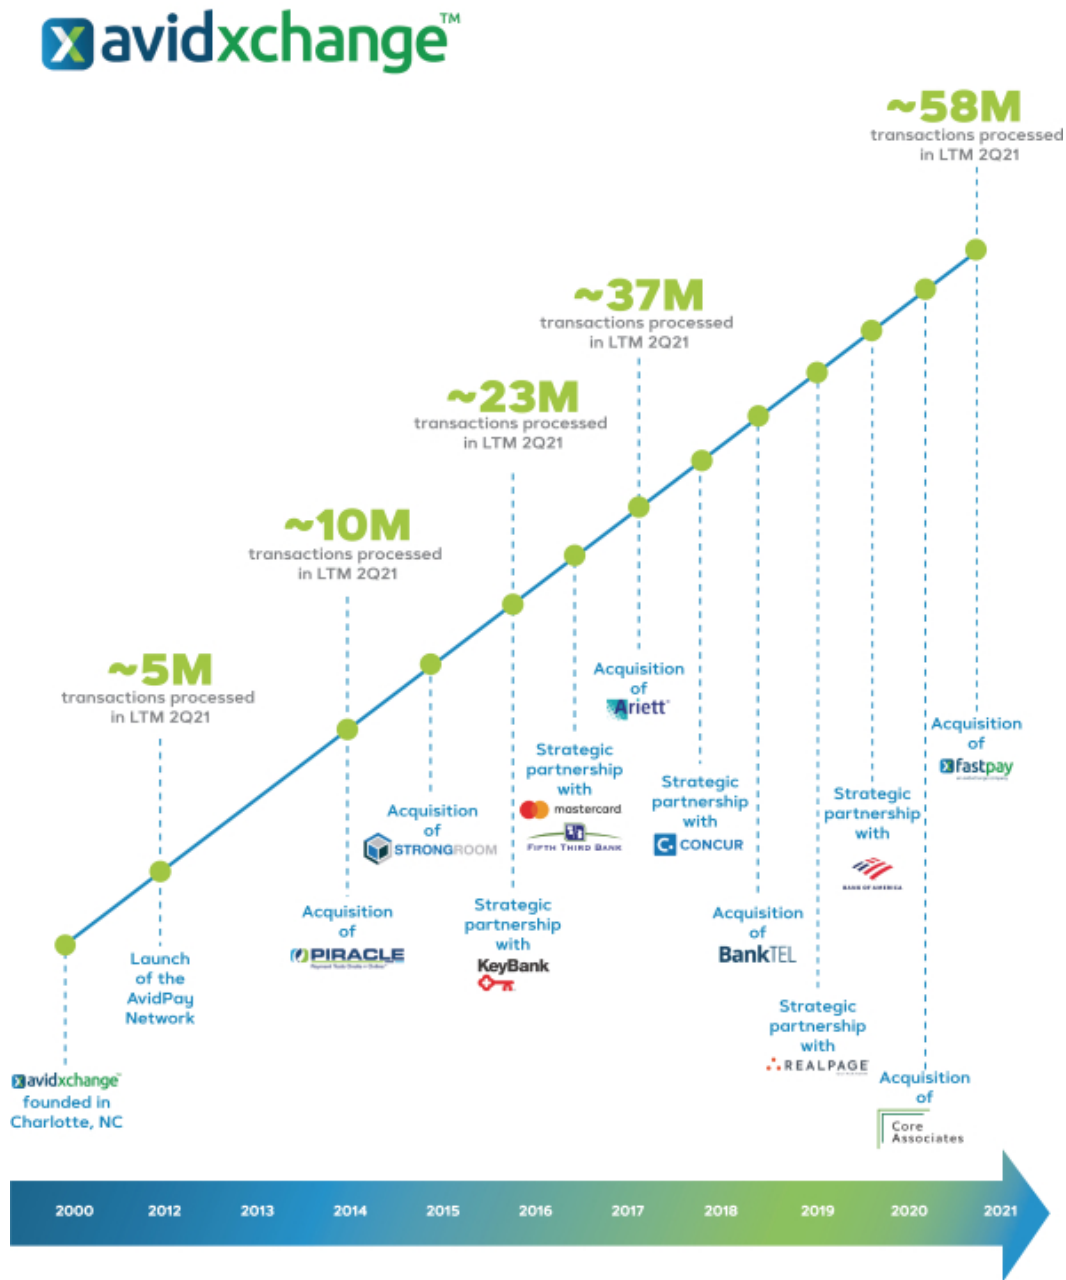 avidxchange™
~58M
transactions processed
in LTM 2Q21
~37M
transactions processed
in LTM 2Q21
~23M
transactions processed
in LTM 2Q21
~10M
transactions processed
in LTM 2Q21
~5M
transactions processed
in LTM 2Q21
avidxchange™
founded in
Charlotte, NC
Launch
of the
AvidPay
Network
Acquisition
of
PIRACLE
Acquisition
of
STRONGROOM
Strategic
partnership
with
KeyBank
Strategic
partnership
with
mastercard
FIFTH THIRD BANK
Acquisition
of
Ariett
Strategic
partnership
with
C. CONCUR
Acquisition
of
BankTEL
Strategic
partnership
with
REALPAGE
Strategic
partnership
with
BANK OF AMERICA
Acquisition
of
Core
Associates
Acquisition
of
fastpay
2000 2012 2013 2014 2015 2016 2017 2018 2019 2020 2021